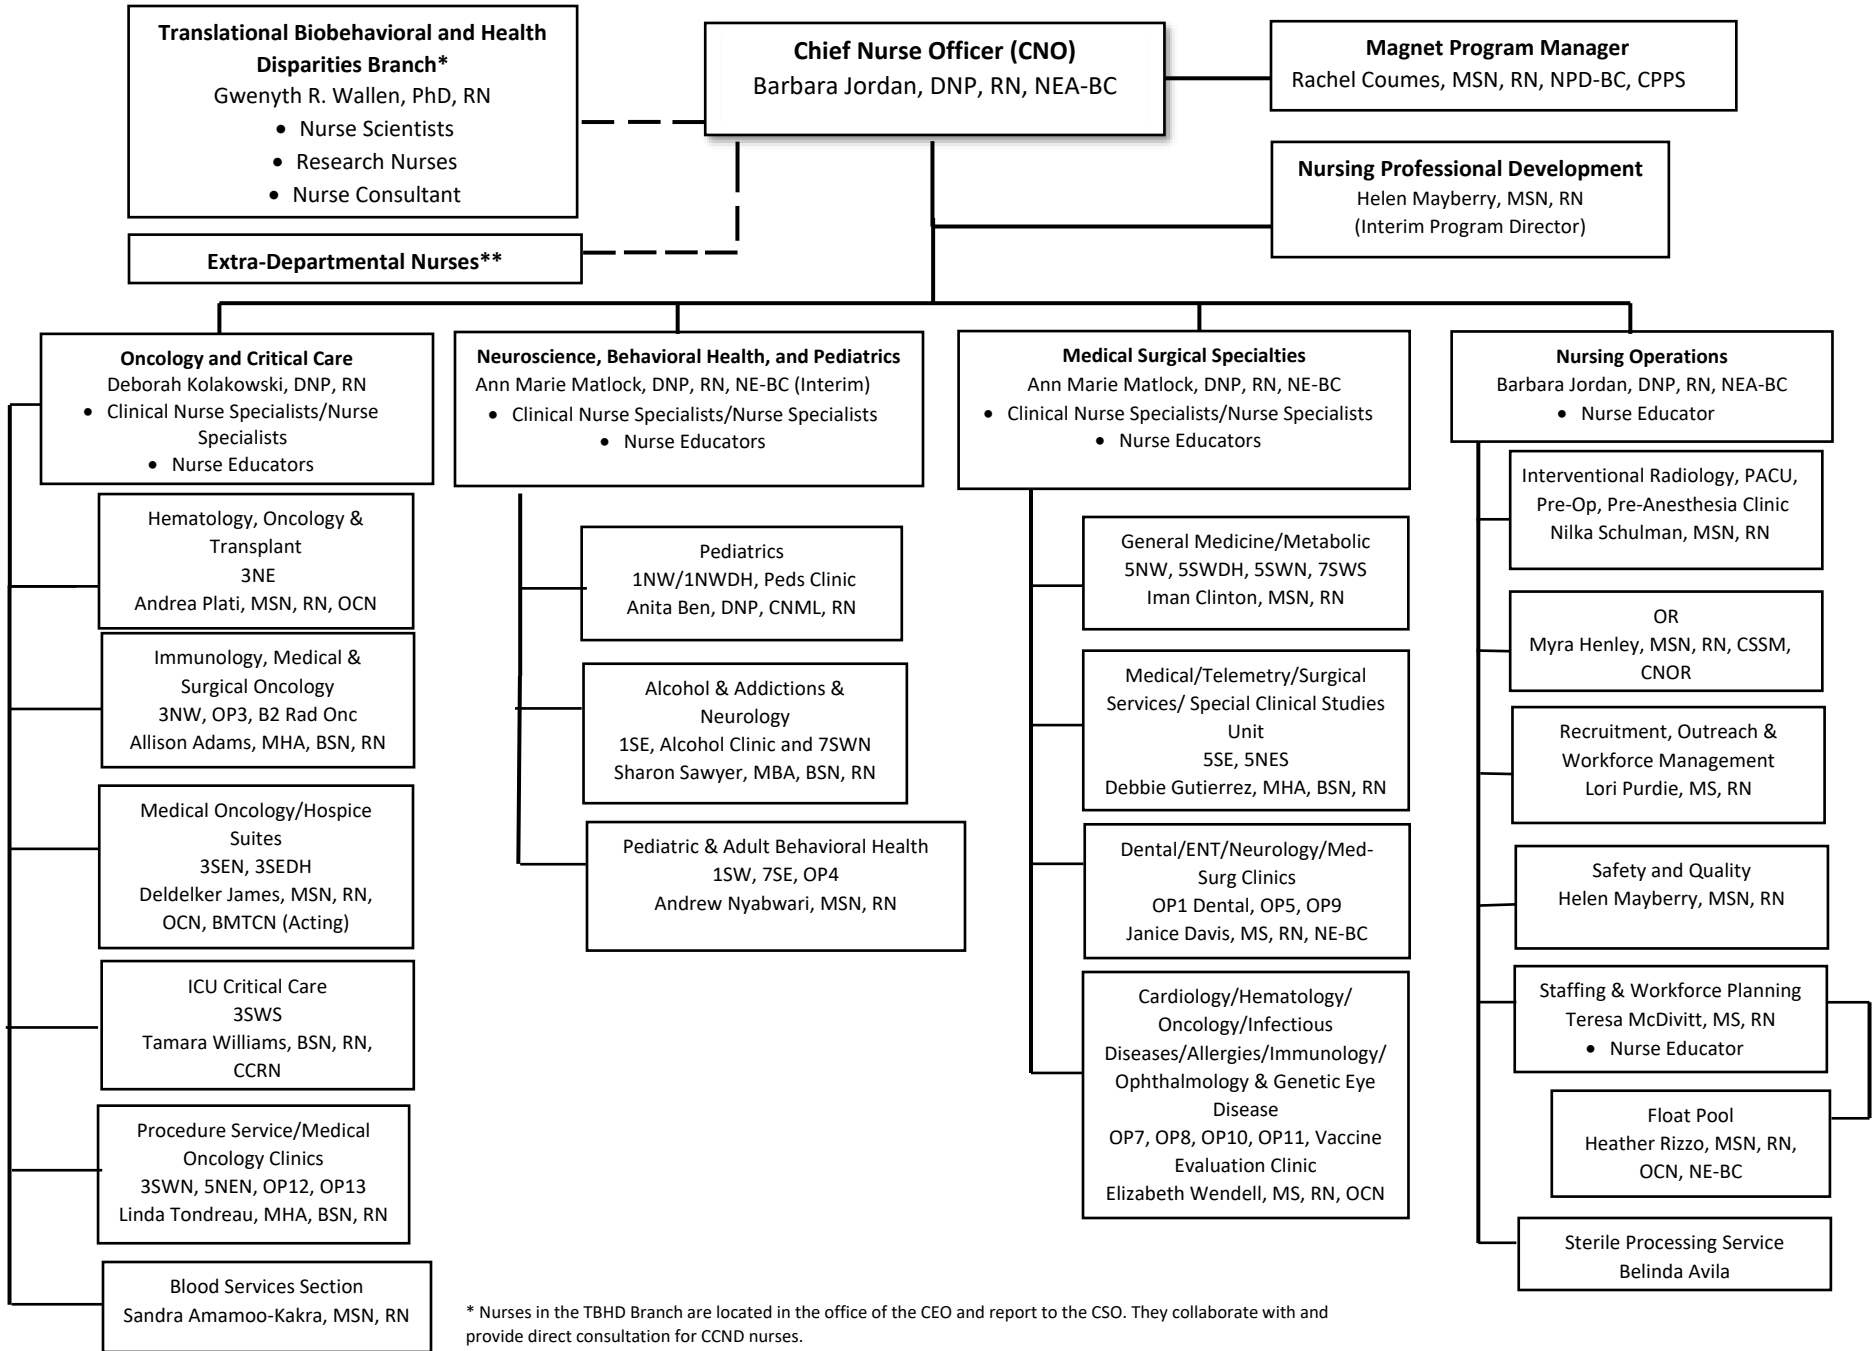 Translational Biobehavioral and Health
Disparities Branch*
Gwenyth R. Wallen, PhD, RN
• Nurse Scientists
• Research Nurses
• Nurse Consultant
Chief Nurse Officer (CNO)
Barbara Jordan, DNP, RN, NEA-BC
Magnet Program Manager
Rachel Coumes, MSN, RN, NPD-BC, CPPS
Nursing Professional Development
Helen Mayberry, MSN, RN
(Interim Program Director)
Extra-Departmental Nurses**
Oncology and Critical Care
Deborah Kolakowski, DNP, RN
• Clinical Nurse Specialists/Nurse
Specialists
• Nurse Educators
Hematology, Oncology &
Transplant
3NE
Andrea Plati, MSN, RN, OCN
Immunology, Medical &
Surgical Oncology
3NW, OP3, B2 Rad Onc
Allison Adams, MHA, BSN, RN
Medical Oncology/Hospice
Suites
3SEN, 3SEDH
Deldelker James, MSN, RN,
OCN, BMTCN (Acting)
ICU Critical Care
3SWS
Tamara Williams, BSN, RN,
CCRN
Procedure Service/Medical
Oncology Clinics
3SWN, 5NEN, OP12, OP13
Linda Tondreau, MHA, BSN, RN
Blood Services Section
Sandra Amamoo-Kakra, MSN, RN
Neuroscience, Behavioral Health, and Pediatrics
Ann Marie Matlock, DNP, RN, NE-BC (Interim)
• Clinical Nurse Specialists/Nurse Specialists
• Nurse Educators
Pediatrics
1NW/1NWDH, Peds Clinic
Anita Ben, DNP, CNML, RN
Alcohol & Addictions &
Neurology
1SE, Alcohol Clinic and 7SWN
Sharon Sawyer, MBA, BSN, RN
Pediatric & Adult Behavioral Health
1SW, 7SE, OP4
Andrew Nyabwari, MSN, RN
Medical Surgical Specialties
Ann Marie Matlock, DNP, RN, NE-BC
• Clinical Nurse Specialists/Nurse Specialists
• Nurse Educators
General Medicine/Metabolic
5NW, 5SWDH, 5SWN, 7SWS
Iman Clinton, MSN, RN
Medical/Telemetry/Surgical
Services/ Special Clinical Studies
Unit
5SE, 5NES
Debbie Gutierrez, MHA, BSN, RN
Dental/ENT/Neurology/Med-
Surg Clinics
OP1 Dental, OP5, OP9
Janice Davis, MS, RN, NE-BC
Cardiology/Hematology/
Oncology/Infectious
Diseases/Allergies/Immunology/
Ophthalmology & Genetic Eye
Disease
OP7, OP8, OP10, OP11, Vaccine
Evaluation Clinic
Elizabeth Wendell, MS, RN, OCN
Nursing Operations
Barbara Jordan, DNP, RN, NEA-BC
• Nurse Educator
Interventional Radiology, PACU,
Pre-Op, Pre-Anesthesia Clinic
Nilka Schulman, MSN, RN
OR
Myra Henley, MSN, RN, CSSM,
CNOR
Recruitment, Outreach &
Workforce Management
Lori Purdie, MS, RN
Safety and Quality
Helen Mayberry, MSN, RN
Staffing & Workforce Planning
Teresa McDivitt, MS, RN
• Nurse Educator
Float Pool
Heather Rizzo, MSN, RN,
OCN, NE-BC
Sterile Processing Service
Belinda Avila
* Nurses in the TBHD Branch are located in the office of the CEO and report to the CSO. They collaborate with and
provide direct consultation for CCND nurses.